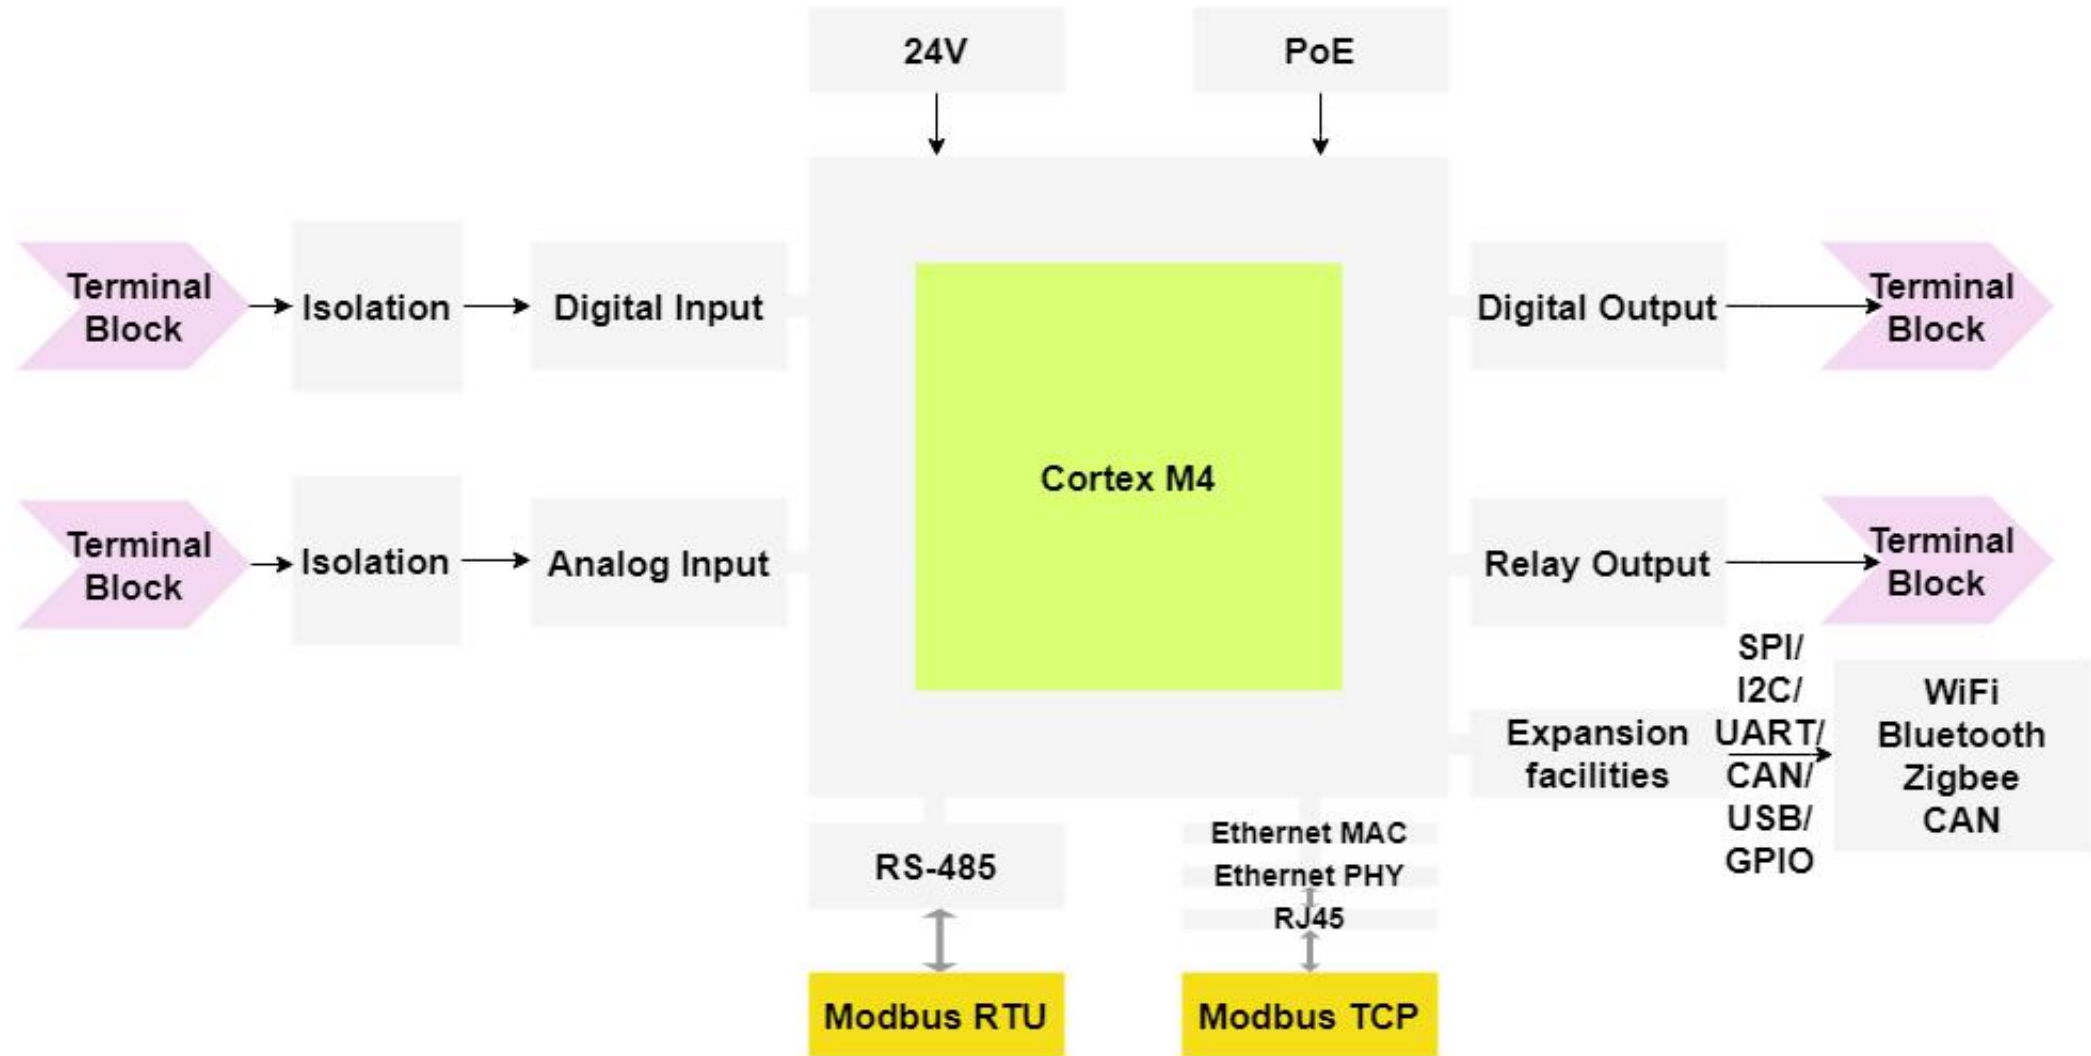 24V
PoE
Terminal
Block
Isolation
Digital Input
Digital Output
Terminal
Block
Cortex M4
Terminal
Block
Isolation
Analog Input
Relay Output
Terminal
Block
SPI/
I2C/
UART/
CAN/
USB/
GPIO
Expansion
facilities
WiFi
Bluetooth
Zigbee
CAN
RS-485
Ethernet MAC
Ethernet PHY
RJ45
Modbus RTU
Modbus TCP